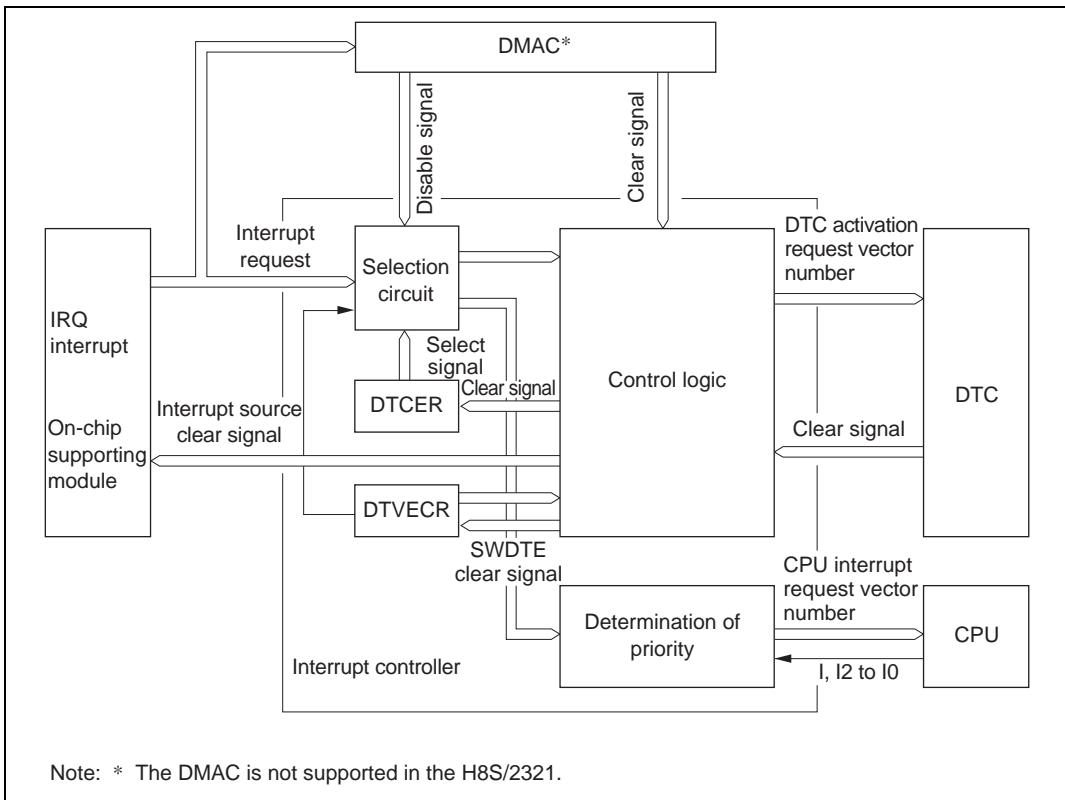 DMAC*
Disable signal
Clear signal
Interrupt
request
Selection
circuit
DTC activation
request vector
number
IRQ
interrupt
On-chip
supporting
module
Select
signal
Clear signal
DTCER
Control logic
DTC
Interrupt source
clear signal
Clear signal
DTVECR
SWDTE
clear signal
CPU interrupt
request vector
number
Determination of
priority
CPU
I, I2 to I0
Interrupt controller
Note: * The DMAC is not supported in the H8S/2321.